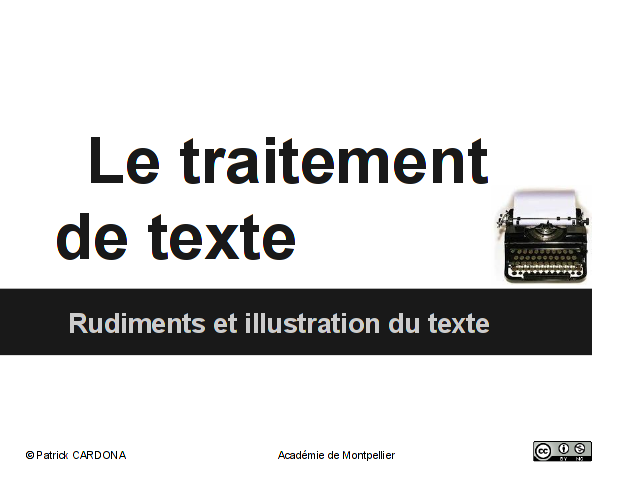 Le traitement
de texte
Rudiments et illustration du texte
© Patrick CARDONA
Académie de Montpellier
cc
BY NC